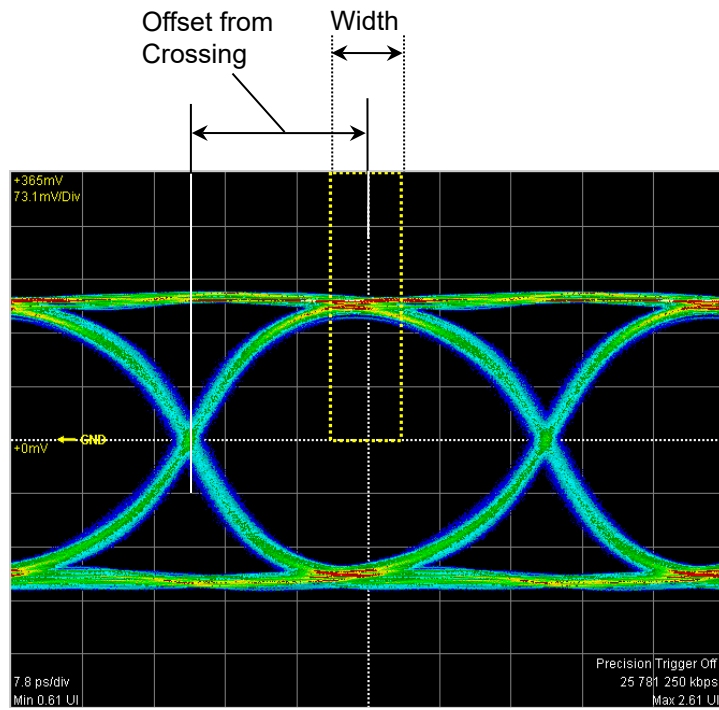 Offset from
Crossing
Width
+365mV
73.1mV/Div
+0mV
GND
7.8 ps/div
Min 0.61 UI
Precision Trigger Off
25 781 250 kbps
Max 2.61 UI